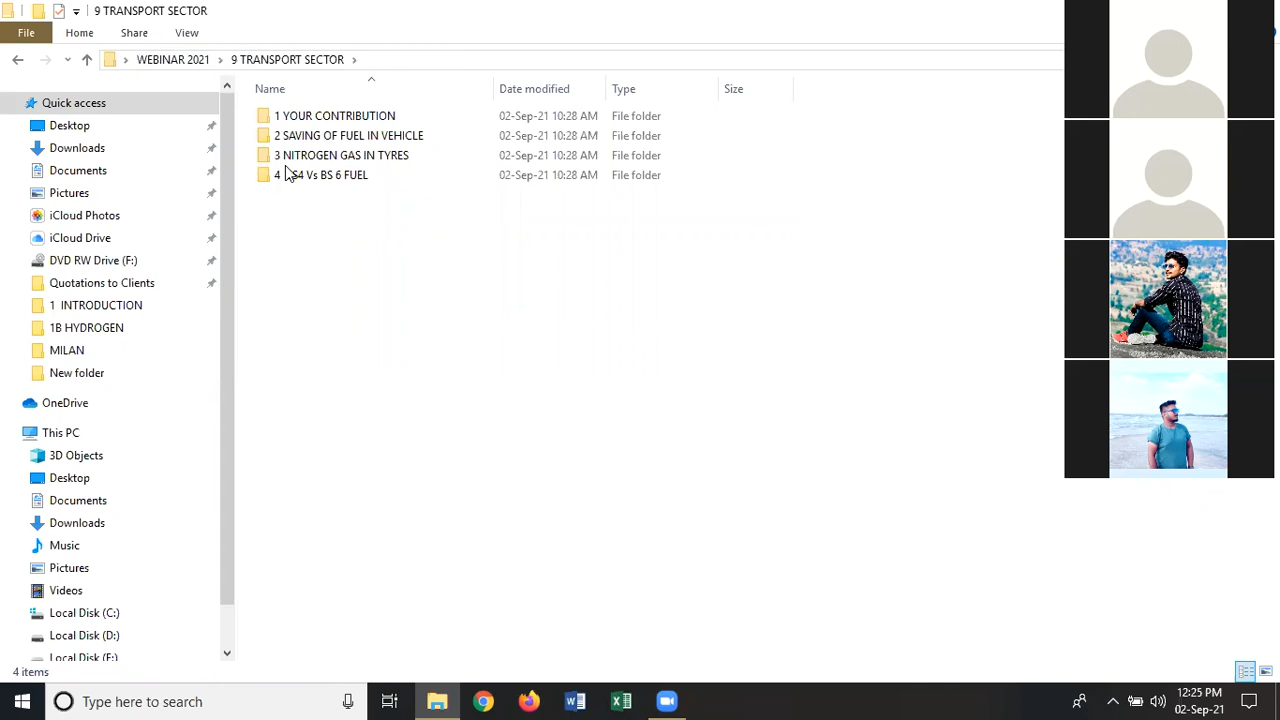 9 TRANSPORT SECTOR
File Home Share View
WEBINAR 2021 9 TRANSPORT SECTOR
Name Date modified Type Size
1 YOUR CONTRIBUTION 02-Sep-21 10:28 AM File folder
2 SAVING OF FUEL IN VEHICLE 02-Sep-21 10:28 AM File folder
3 NITROGEN GAS IN TYRES 02-Sep-21 10:28 AM File folder
4 S4 Vs BS 6 FUEL 02-Sep-21 10:28 AM File folder
Quick access
Desktop
Downloads
Documents
Pictures
iCloud Photos
iCloud Drive
DVD RW Drive (F:)
Quotations to Clients
1 INTRODUCTION
1B HYDROGEN
MILAN
New folder
OneDrive
This PC
3D Objects
Desktop
Documents
Downloads
Music
Pictures
Videos
Local Disk (C:)
Local Disk (D:)
Local Disk (E:)
4 items
Type here to search
12:25 PM
02-Sep-21